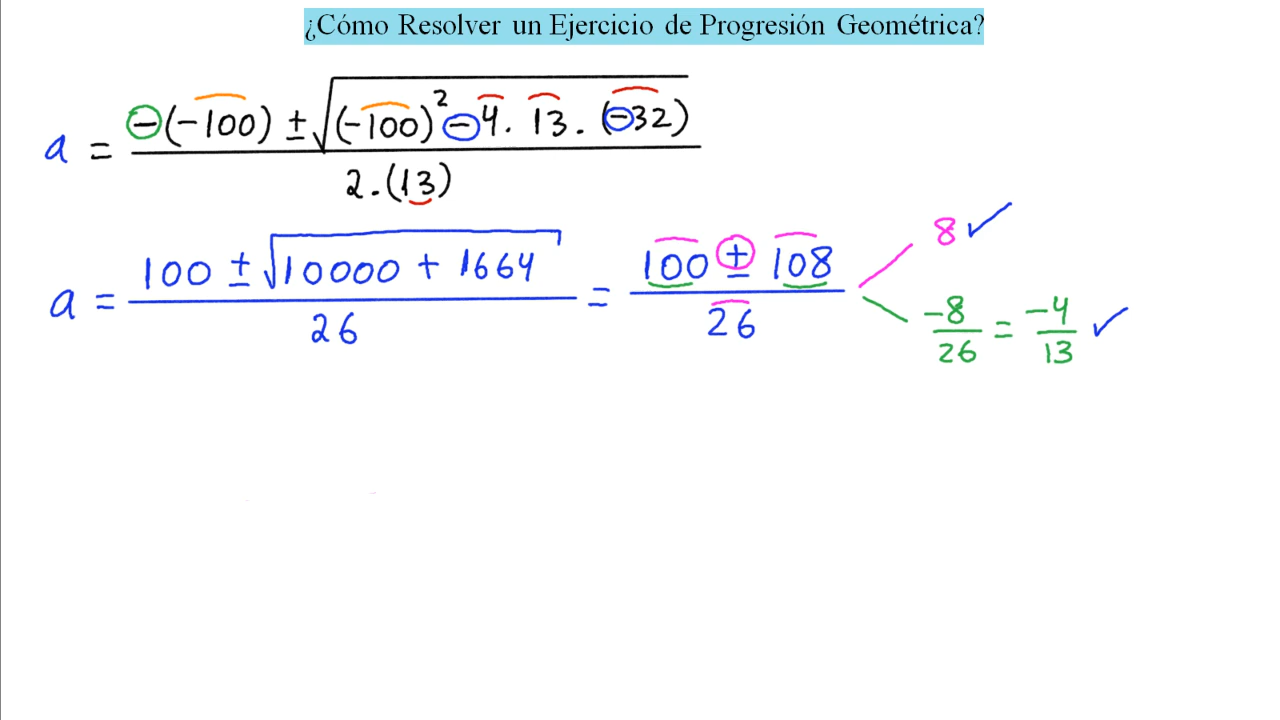 ¿Cómo Resolver un Ejercicio de Progresión Geométrica?
a = (-(-100) ± √((-100)² - 4 . 13 . (-32))) / (2 . (13))
a = (100 ± √(10000 + 1664)) / 26 = (100 ± 108) / 26
8 ✓
-8/26 = -4/13 ✓